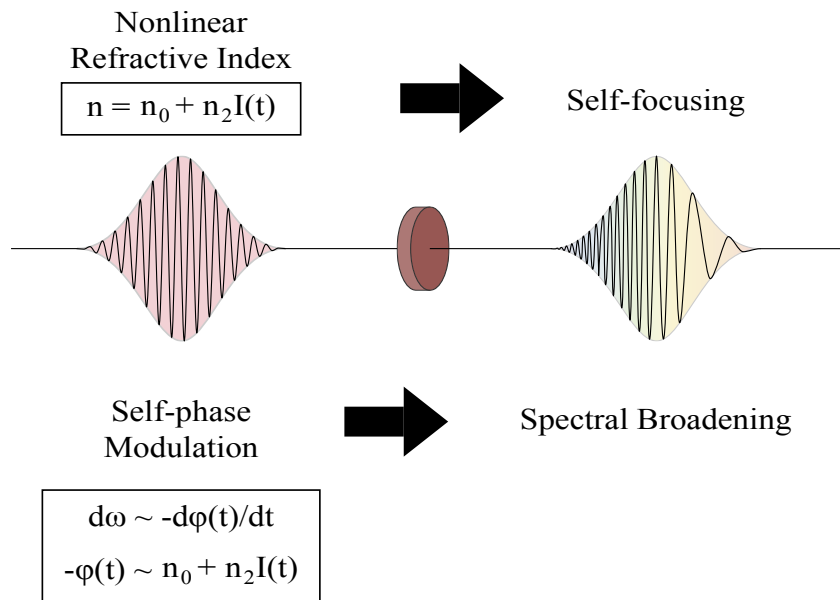 Nonlinear
Refractive Index
n = n₀ + n₂I(t)
Self-focusing
Self-phase
Modulation
Spectral Broadening
dω ~ -dφ(t)/dt
-φ(t) ~ n₀ + n₂I(t)